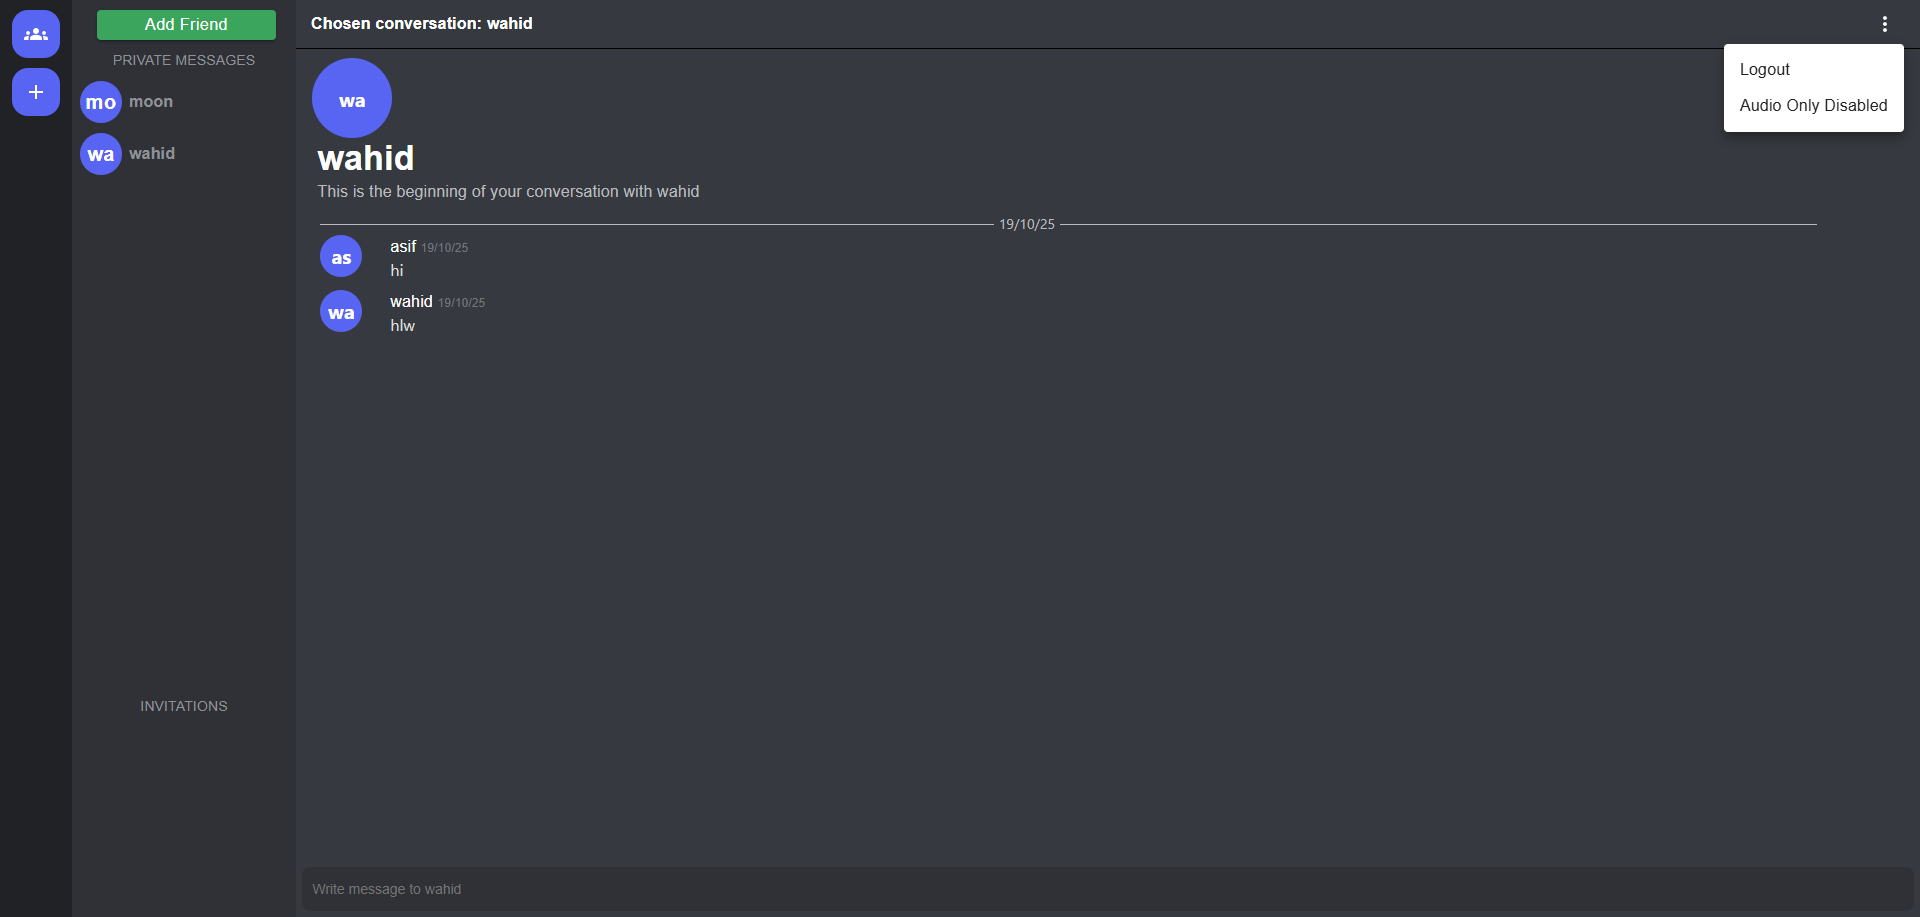 Add Friend
PRIVATE MESSAGES
mo moon
wa wahid
INVITATIONS
Chosen conversation: wahid
Logout
Audio Only Disabled
wa
wahid
This is the beginning of your conversation with wahid
19/10/25
as asif 19/10/25
hi
wa wahid 19/10/25
hlw
Write message to wahid